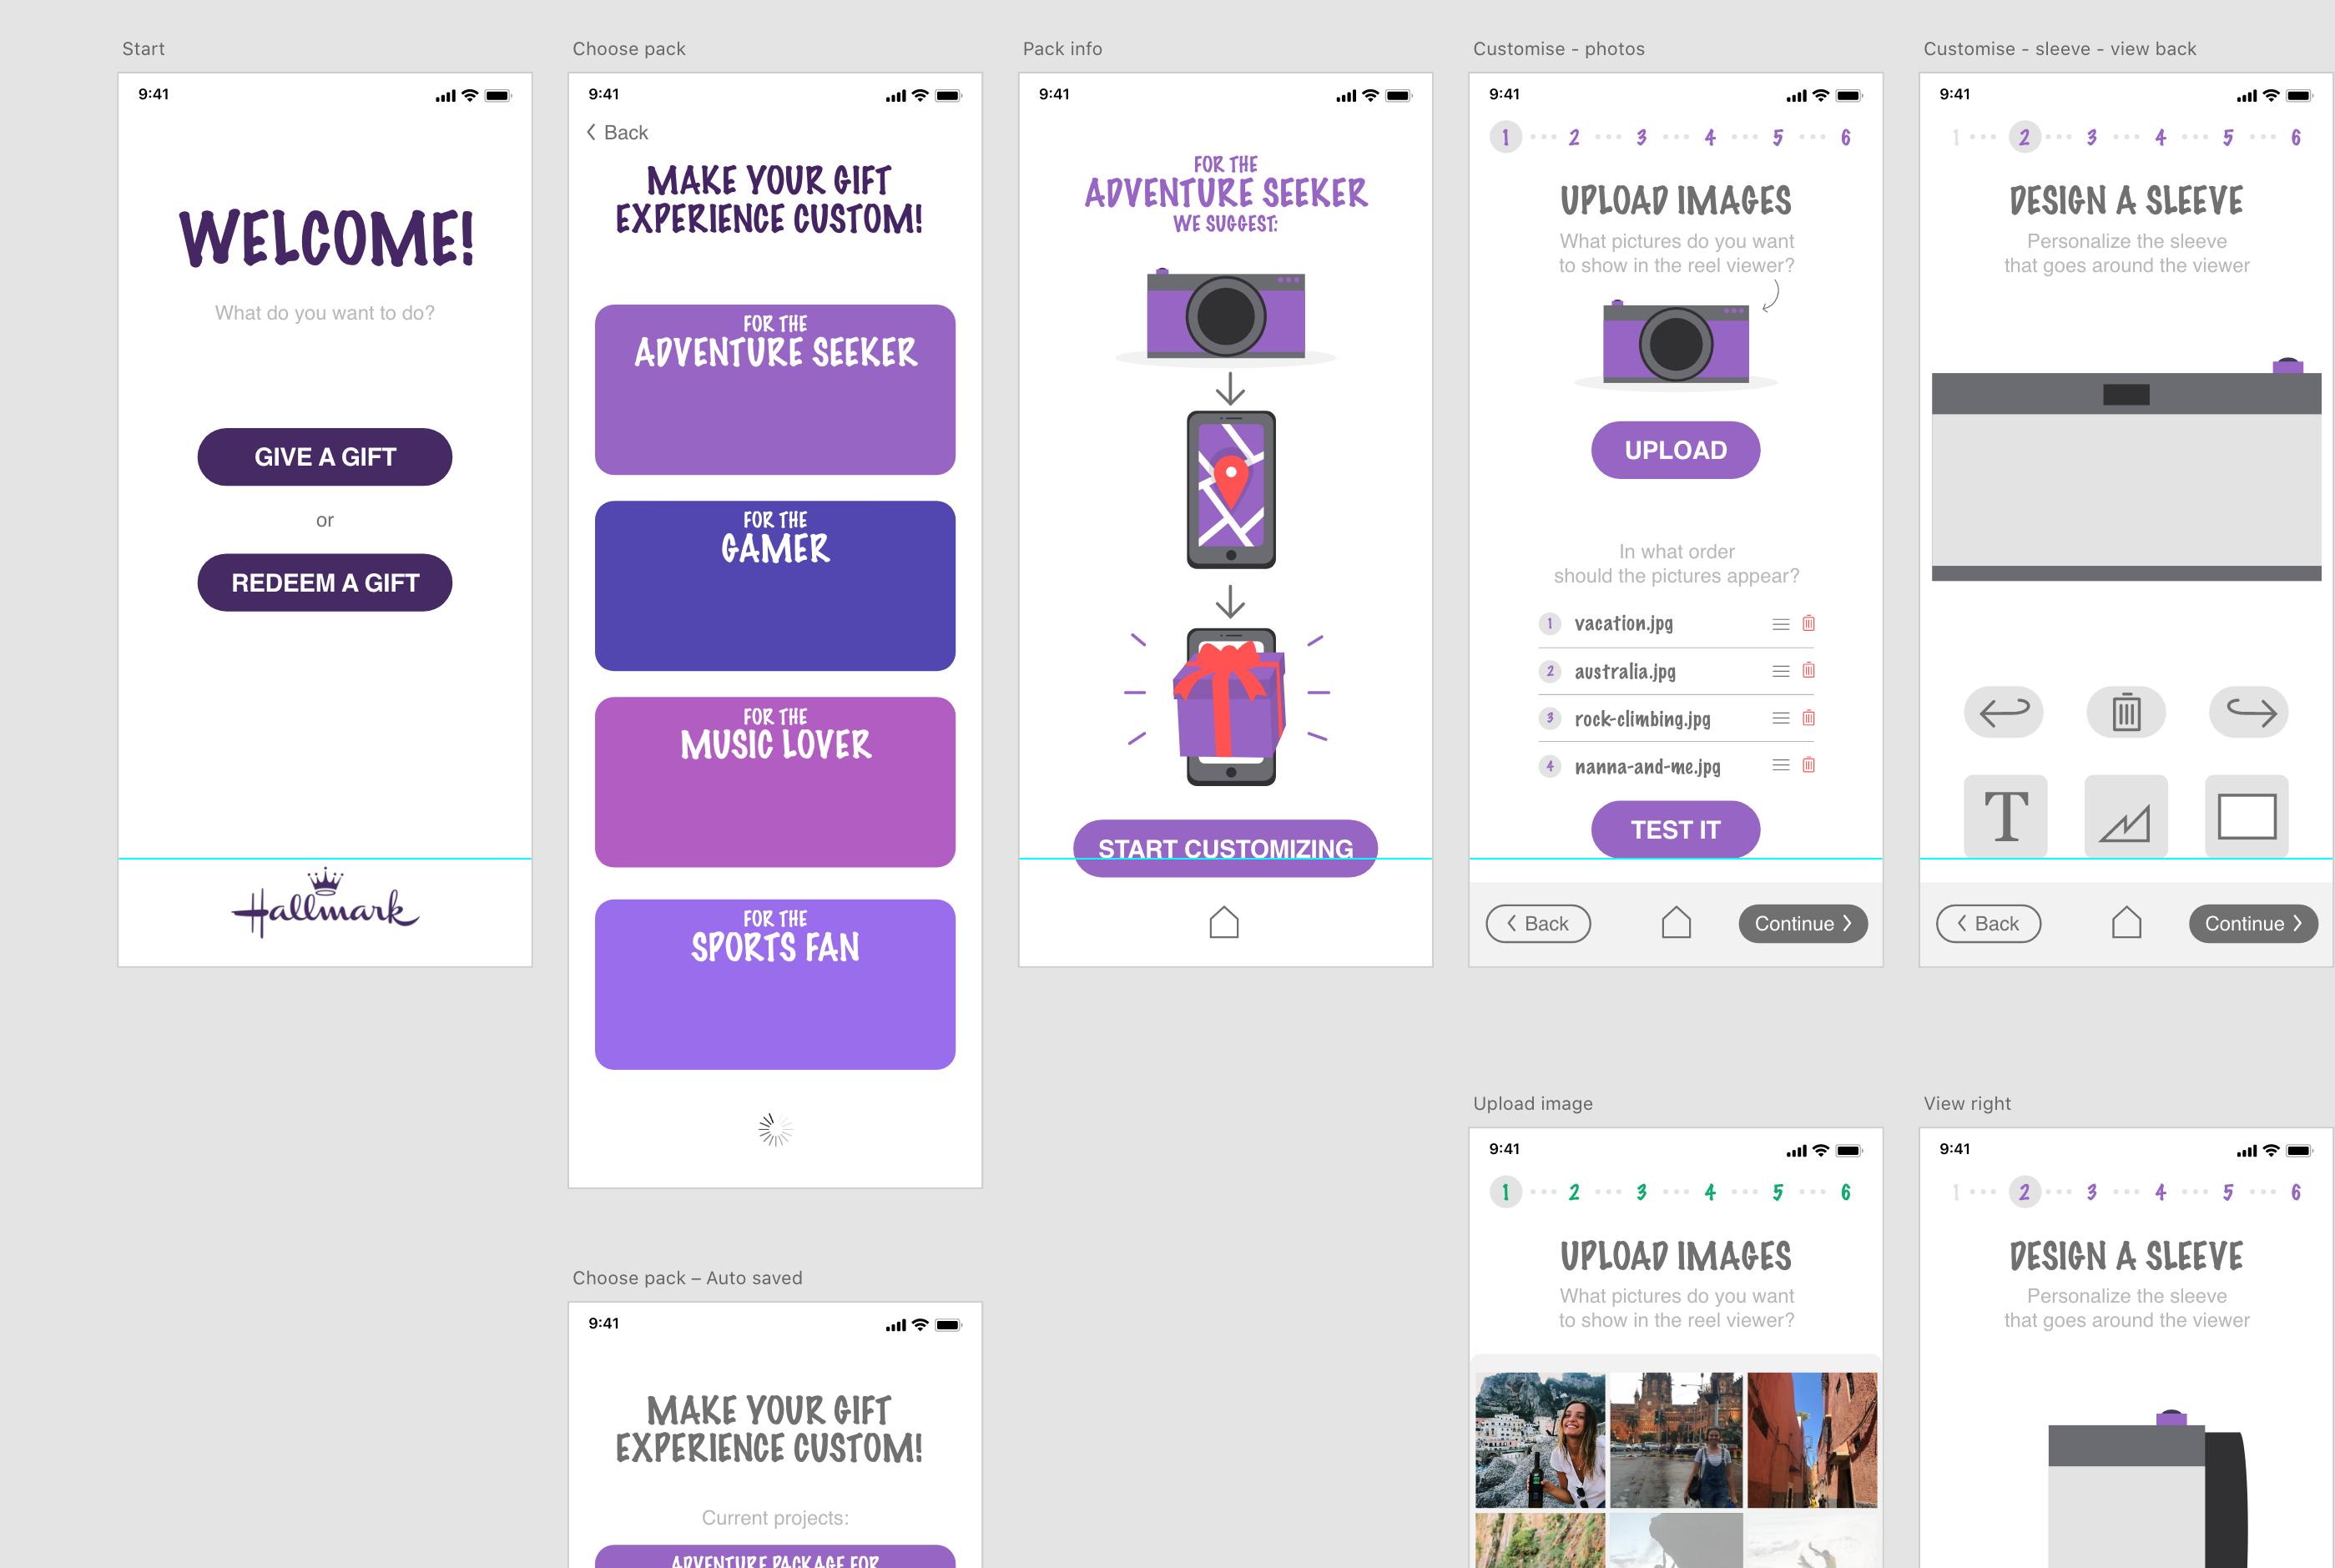 Start
9:41
WELCOME!
What do you want to do?
GIVE A GIFT
or
REDEEM A GIFT
Hallmark
Choose pack
9:41
Back
MAKE YOUR GIFT
EXPERIENCE CUSTOM!
FOR THE
ADVENTURE SEEKER
FOR THE
GAMER
FOR THE
MUSIC LOVER
FOR THE
SPORTS FAN
Pack info
9:41
FOR THE
ADVENTURE SEEKER
WE SUGGEST:
START CUSTOMIZING
Customise - photos
9:41
1 2 3 4 5 6
UPLOAD IMAGES
What pictures do you want
to show in the reel viewer?
UPLOAD
In what order
should the pictures appear?
1 vacation.jpg
2 australia.jpg
3 rock-climbing.jpg
4 nanna-and-me.jpg
TEST IT
Back
Continue
Customise - sleeve - view back
9:41
1 2 3 4 5 6
DESIGN A SLEEVE
Personalize the sleeve
that goes around the viewer
T
Back
Continue
Choose pack – Auto saved
9:41
MAKE YOUR GIFT
EXPERIENCE CUSTOM!
Current projects:
ADVENTURE PACKAGE FOR
Upload image
9:41
1 2 3 4 5 6
UPLOAD IMAGES
What pictures do you want
to show in the reel viewer?
View right
9:41
1 2 3 4 5 6
DESIGN A SLEEVE
Personalize the sleeve
that goes around the viewer